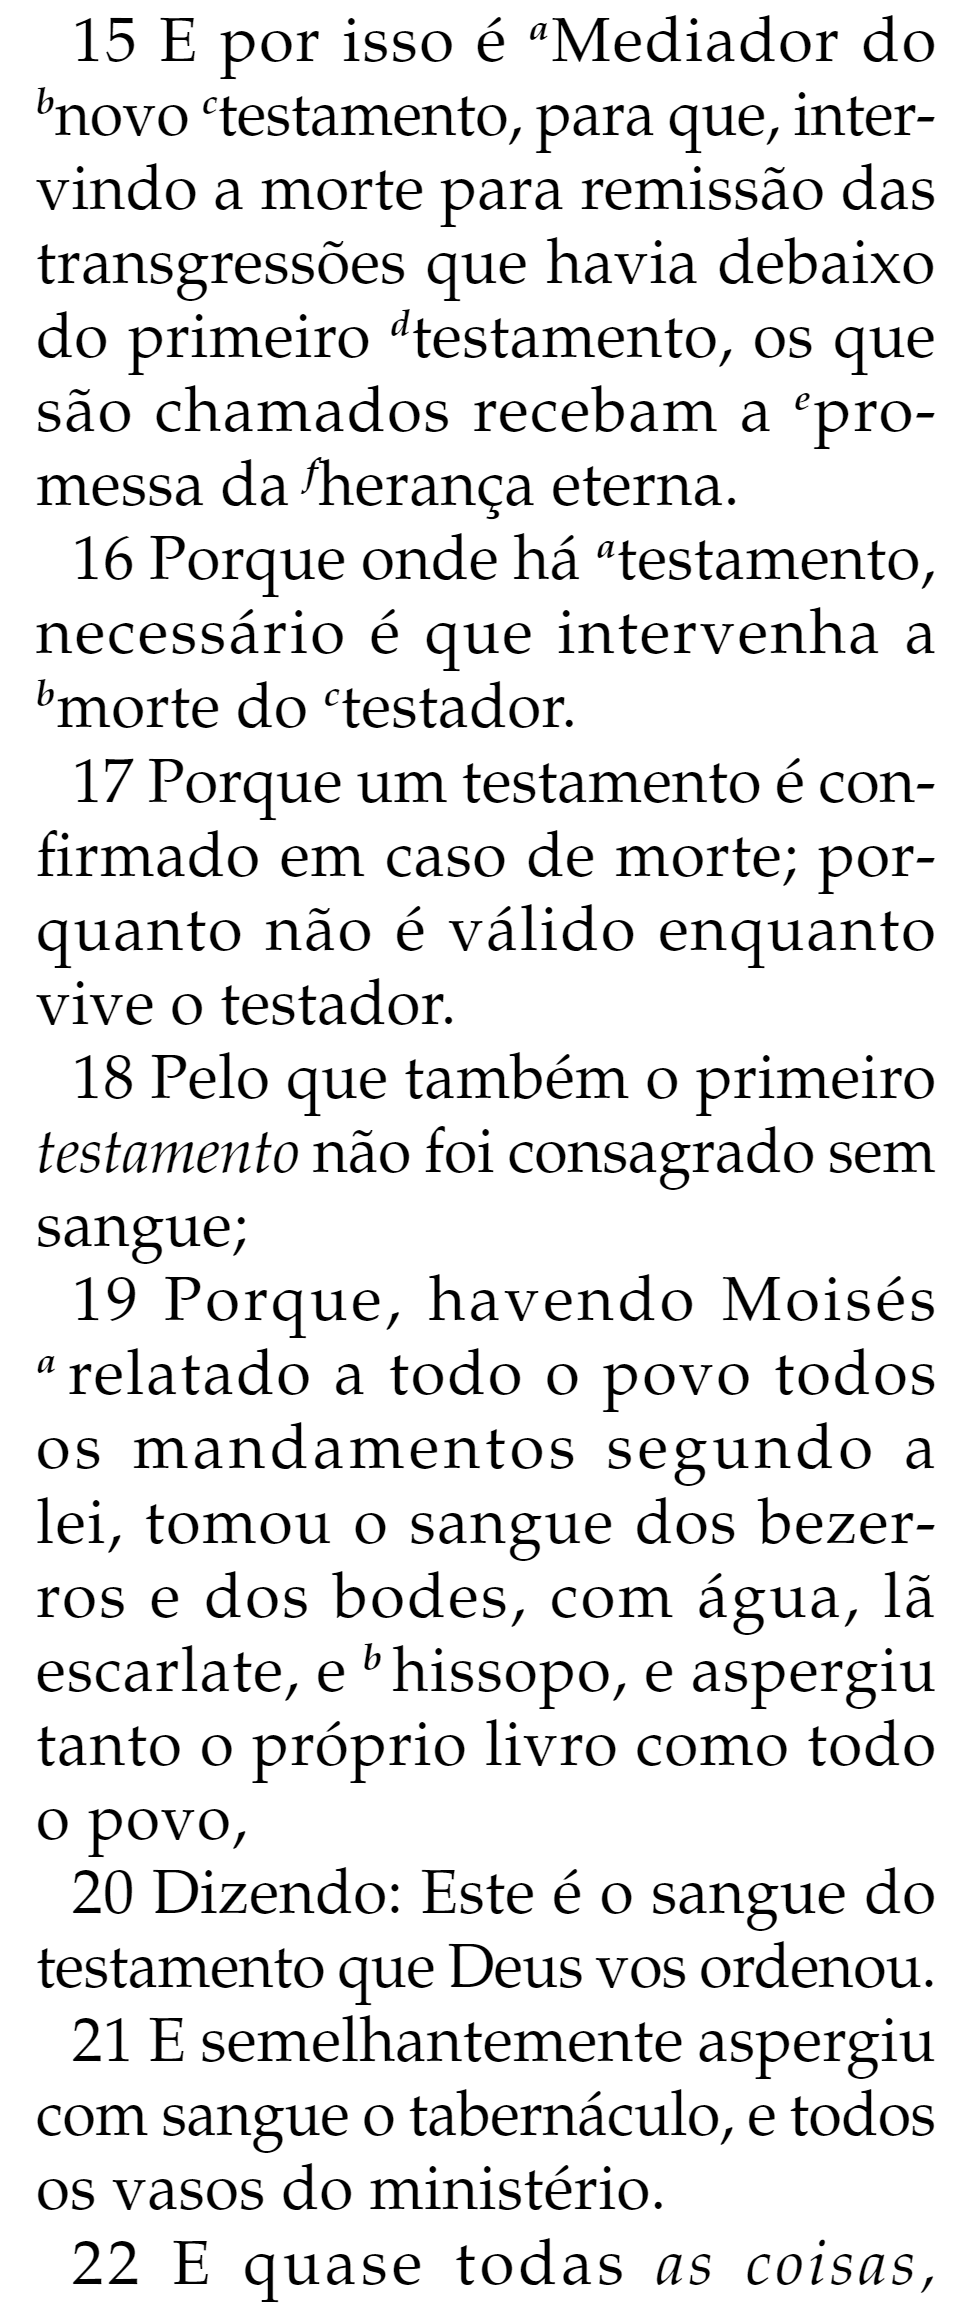 15 E por isso é aMediador do
bnovo ctestamento, para que, inter-
vindo a morte para remissão das
transgressões que havia debaixo
do primeiro dtestamento, os que
são chamados recebam a epro-
messa da fherança eterna.
16 Porque onde há atestamento,
necessário é que intervenha a
bmorte do ctestador.
17 Porque um testamento é con-
firmado em caso de morte; por-
quanto não é válido enquanto
vive o testador.
18 Pelo que também o primeiro
testamento não foi consagrado sem
sangue;
19 Porque, havendo Moisés
a relatado a todo o povo todos
os mandamentos segundo a
lei, tomou o sangue dos bezer-
ros e dos bodes, com água, lã
escarlate, e b hissopo, e aspergiu
tanto o próprio livro como todo
o povo,
20 Dizendo: Este é o sangue do
testamento que Deus vos ordenou.
21 E semelhantemente aspergiu
com sangue o tabernáculo, e todos
os vasos do ministério.
22 E quase todas as coisas,